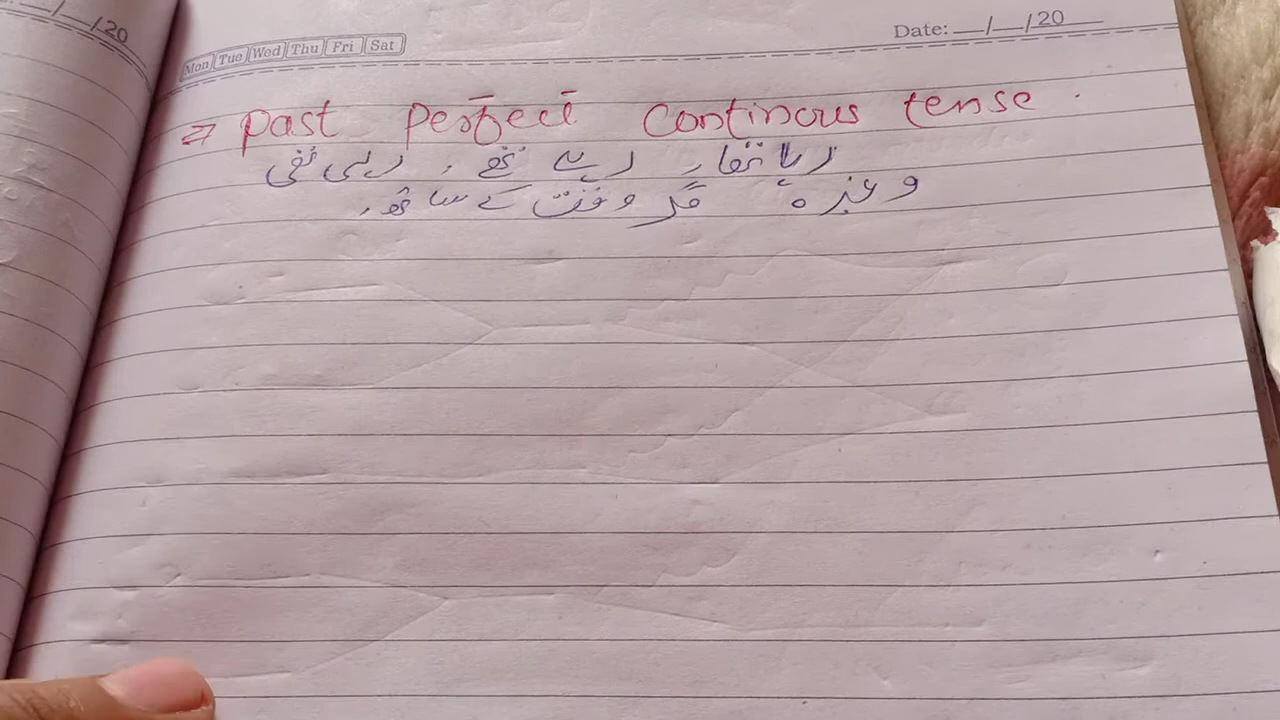 / /20
Mon Tue Wed Thu Fri Sat
Date: __/__/20____
⇒ Past Perfect Continous tense.
رہا تھا، رہے تھے، رہی تھی
وغیرہ مگر وقت کے ساتھ،